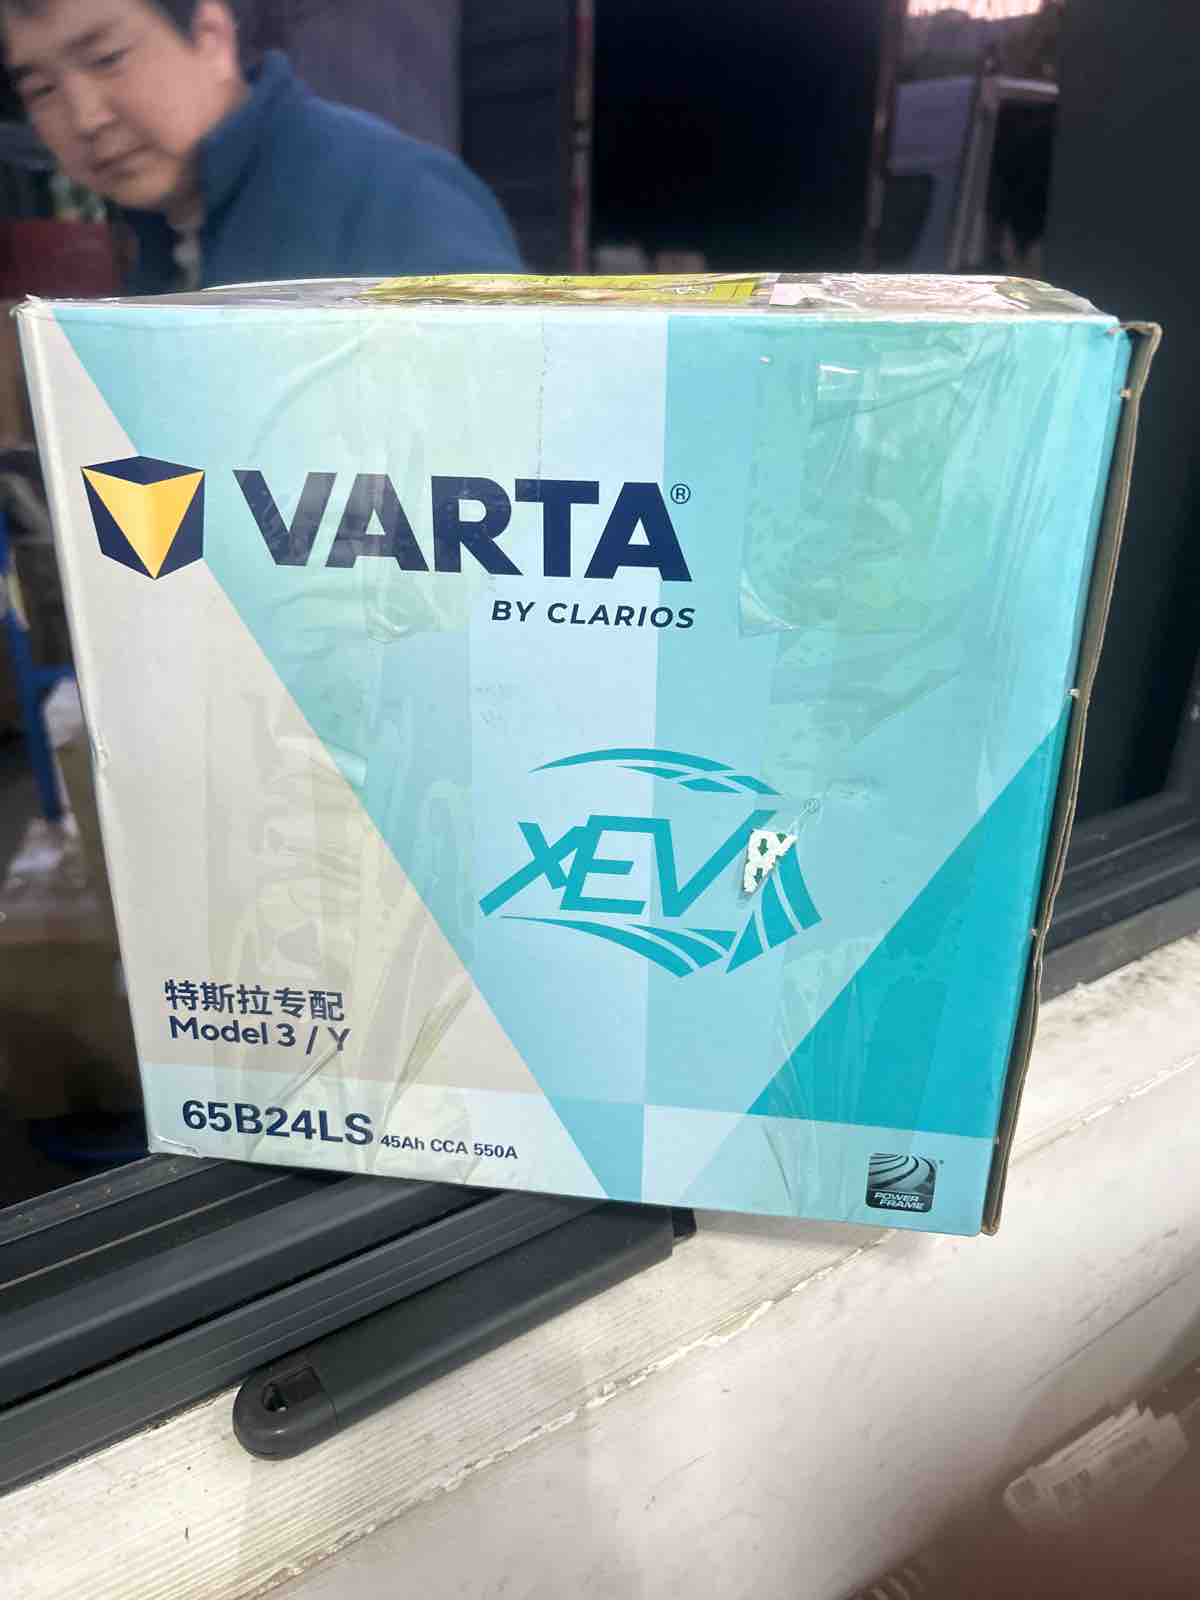 VARTA®
BY CLARIOS
xEV
特斯拉专配
Model 3 / Y
65B24LS 45Ah CCA 550A
POWER
FRAME